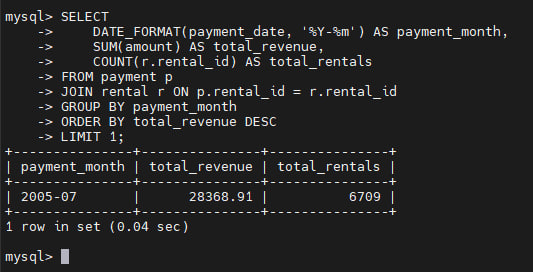 mysql> SELECT
    ->     DATE_FORMAT(payment_date, '%Y-%m') AS payment_month,
    ->     SUM(amount) AS total_revenue,
    ->     COUNT(r.rental_id) AS total_rentals
    -> FROM payment p
    -> JOIN rental r ON p.rental_id = r.rental_id
    -> GROUP BY payment_month
    -> ORDER BY total_revenue DESC
    -> LIMIT 1;
+---------------+---------------+---------------+
| payment_month | total_revenue | total_rentals |
+---------------+---------------+---------------+
| 2005-07       |      28368.91 |          6709 |
+---------------+---------------+---------------+
1 row in set (0.04 sec)

mysql>